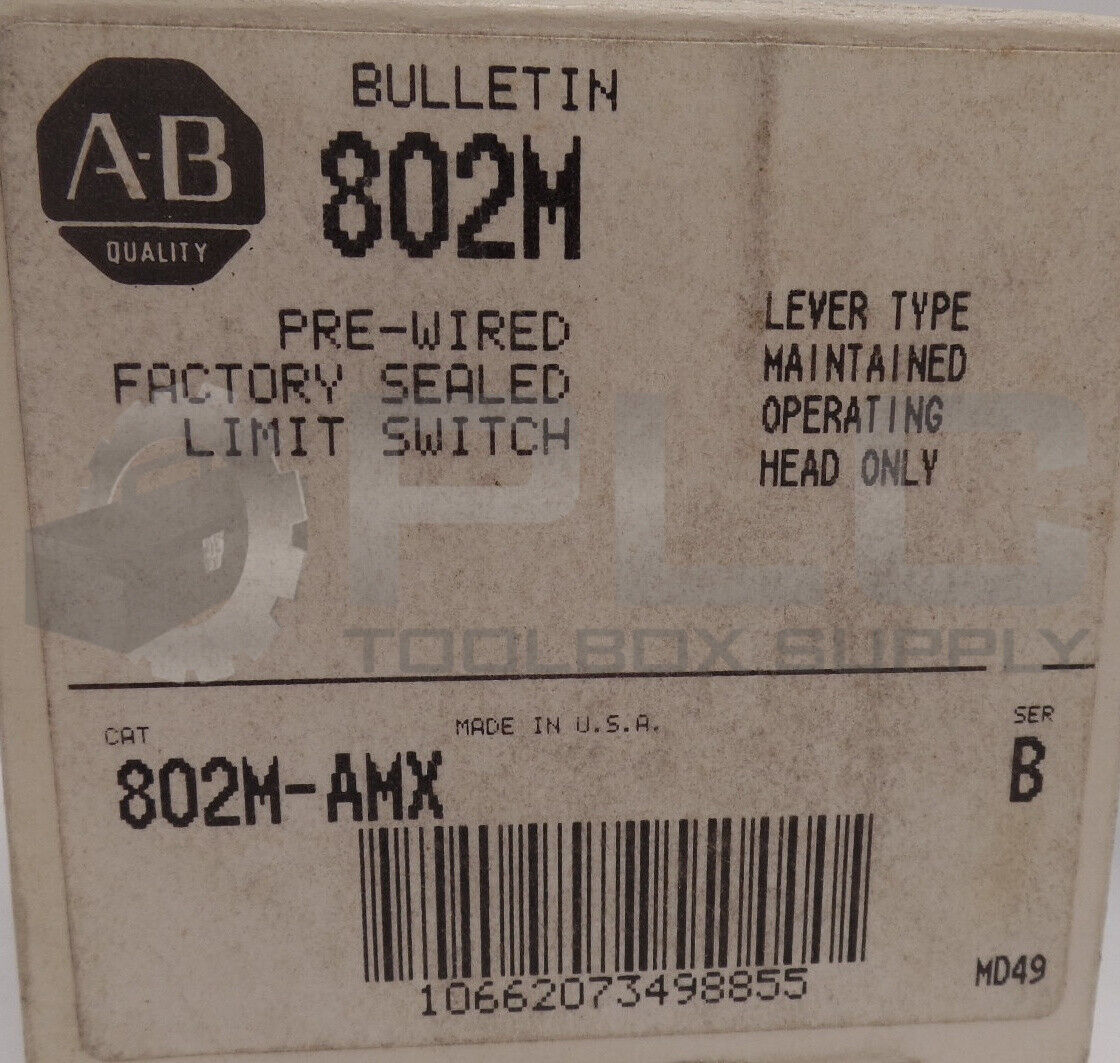 A-B
QUALITY
BULLETIN
802M
PRE-WIRED
FACTORY SEALED
LIMIT SWITCH
LEVER TYPE
MAINTAINED
OPERATING
HEAD ONLY
PLC
TOOLBOX SUPPLY
CAT
802M-AMX
MADE IN U.S.A.
SER
B
10662073498855
MD49